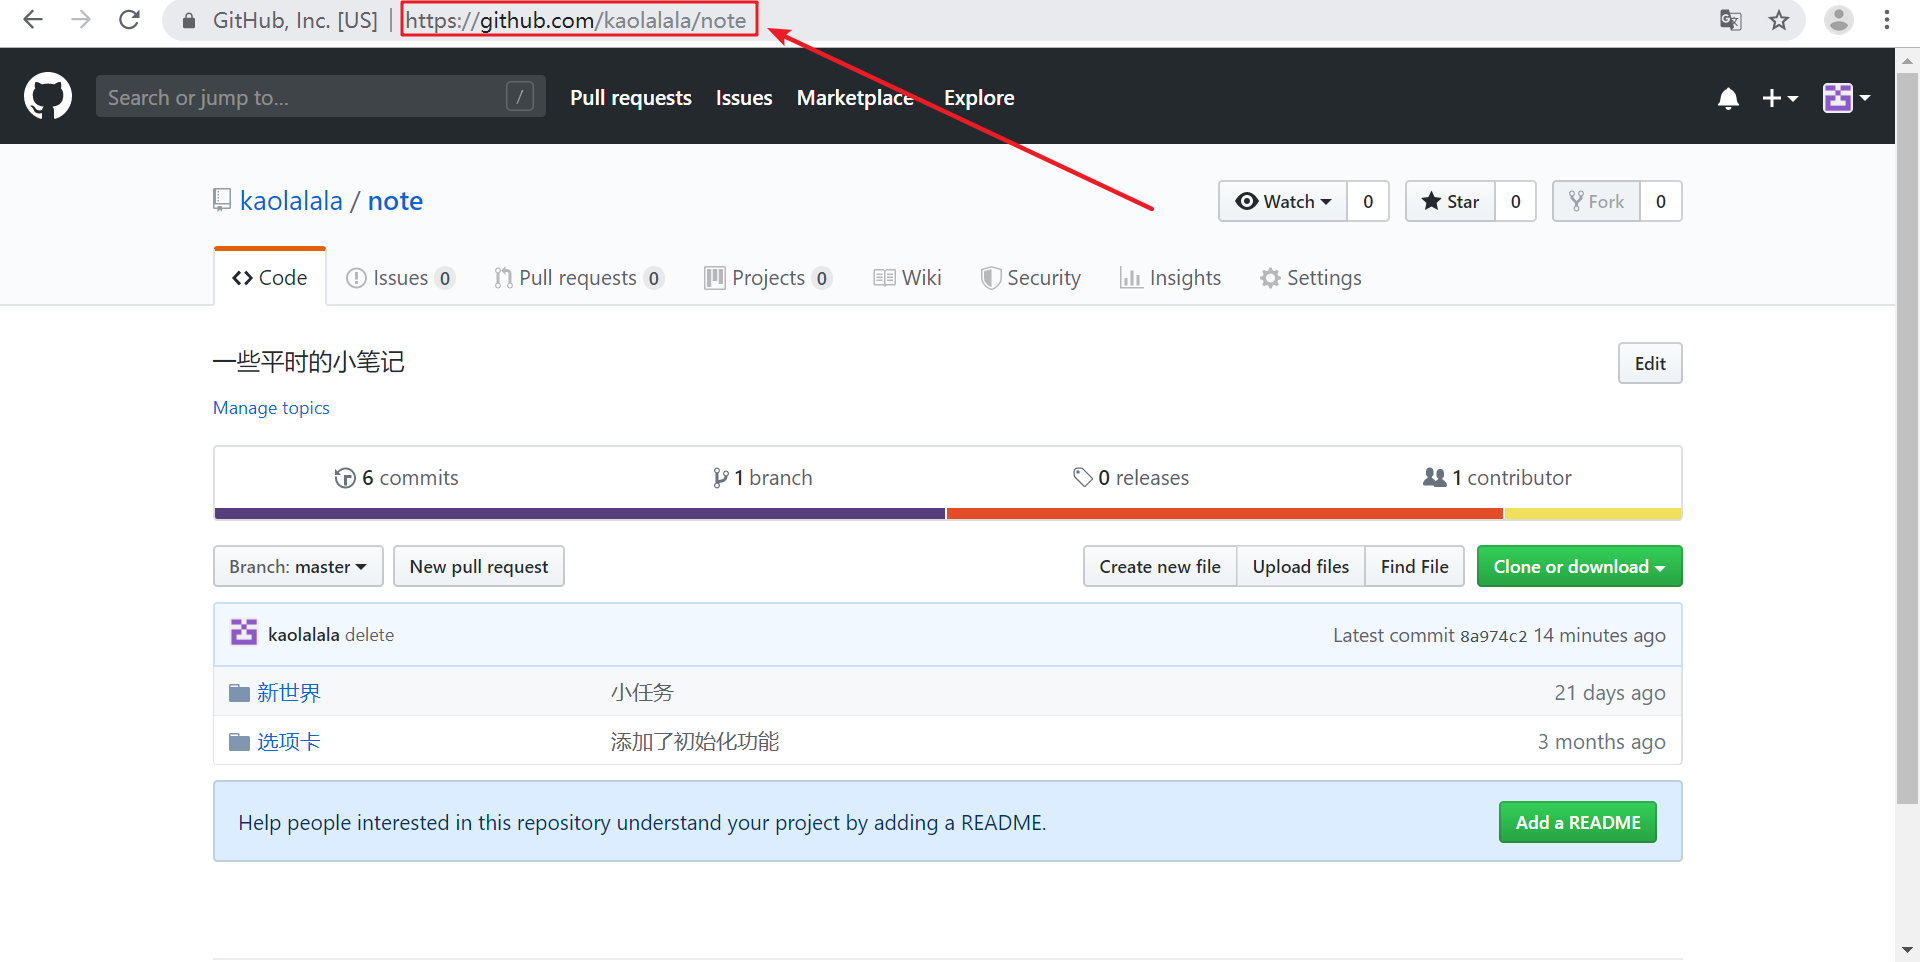 GitHub, Inc. [US] | https://github.com/kaolalala/note
Search or jump to... / Pull requests Issues Marketplace Explore
kaolalala / note Watch 0 Star 0 Fork 0
Code Issues 0 Pull requests 0 Projects 0 Wiki Security Insights Settings
一些平时的小笔记 Edit
Manage topics
6 commits 1 branch 0 releases 1 contributor
Branch: master New pull request Create new file Upload files Find File Clone or download
kaolalala delete Latest commit 8a974c2 14 minutes ago
新世界 小任务 21 days ago
选项卡 添加了初始化功能 3 months ago
Help people interested in this repository understand your project by adding a README. Add a README